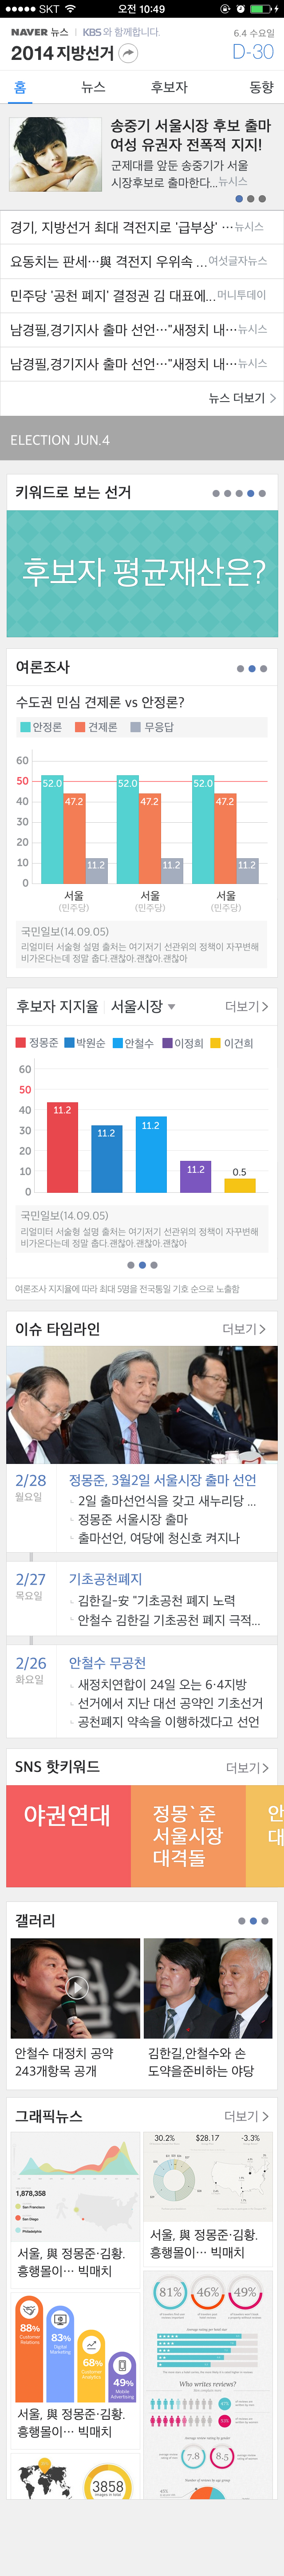 SKT 오전 10:49
NAVER 뉴스 | KBS와 함께합니다. 6.4 수요일
2014 지방선거 D-30
홈 뉴스 후보자 동향
송중기 서울시장 후보 출마
여성 유권자 전폭적 지지!
군제대를 앞둔 송중기가 서울
시장후보로 출마한다...뉴시스
경기, 지방선거 최대 격전지로 '급부상' …뉴시스
요동치는 판세…與 격전지 우위속 ...여섯글자뉴스
민주당 '공천 폐지' 결정권 김 대표에...머니투데이
남경필,경기지사 출마 선언…"새정치 내…뉴시스
남경필,경기지사 출마 선언…"새정치 내…뉴시스
뉴스 더보기 >
ELECTION JUN.4
키워드로 보는 선거
후보자 평균재산은?
여론조사
수도권 민심 견제론 vs 안정론?
안정론 견제론 무응답
60
50
40
30
20
10
0
52.0 47.2 11.2 52.0 47.2 11.2 52.0 47.2 11.2
서울 서울 서울
(민주당) (민주당) (민주당)
국민일보(14.09.05)
리얼미터 서술형 설명 출처는 여기저기 선관위의 정책이 자꾸변해
비가온다는데 정말 춥다.괜찮아.괜찮아.괜찮아
후보자 지지율 | 서울시장 더보기 >
정몽준 박원순 안철수 이정희 이건희
60
50
40
30
20
10
0
11.2 11.2 11.2 11.2 0.5
국민일보(14.09.05)
리얼미터 서술형 설명 출처는 여기저기 선관위의 정책이 자꾸변해
비가온다는데 정말 춥다.괜찮아.괜찮아.괜찮아
여론조사 지지율에 따라 최대 5명을 전국통일 기호 순으로 노출함
이슈 타임라인 더보기 >
2/28 정몽준, 3월2일 서울시장 출마 선언
월요일 2일 출마선언식을 갖고 새누리당 ...
정몽준 서울시장 출마
출마선언, 여당에 청신호 켜지나
2/27 기초공천폐지
목요일 김한길-安 "기초공천 폐지 노력
안철수 김한길 기초공천 폐지 극적...
2/26 안철수 무공천
화요일 새정치연합이 24일 오는 6·4지방
선거에서 지난 대선 공약인 기초선거
공천폐지 약속을 이행하겠다고 선언
SNS 핫키워드 더보기 >
야권연대
정몽`준
서울시장
대격돌
안
대
갤러리
안철수 대정치 공약
243개항목 공개
김한길,안철수와 손
도약을준비하는 야당
그래픽뉴스 더보기 >
1,878,358
San Francisco
San Diego
Philadelphia
서울, 與 정몽준·김황.
흥행몰이… 빅매치
30.2% $28.17 -3.3%
서울, 與 정몽준·김황.
흥행몰이… 빅매치
88%
Customer
Relations
83%
Digital
Marketing
68%
Customer
Analytics
49%
Mobile
Advertising
서울, 與 정몽준·김황.
흥행몰이… 빅매치
3858
81% 46% 49%
Who writes reviews?
7.8 8.5